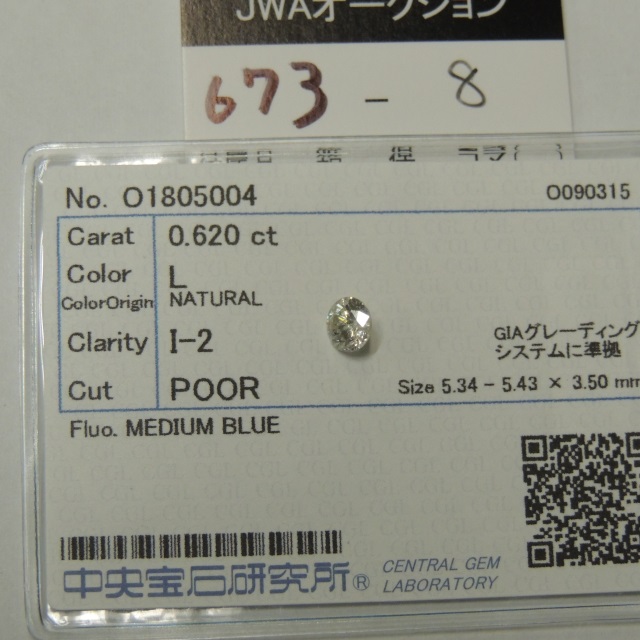 JWAオークション
673 - 8
No. O1805004 O090315
Carat 0.620 ct
Color L
ColorOrigin NATURAL
Clarity I-2
GIAグレーディング
システムに準拠
Cut POOR Size 5.34 - 5.43 × 3.50 mm
Fluo. MEDIUM BLUE
中央宝石研究所® CENTRAL GEM
LABORATORY